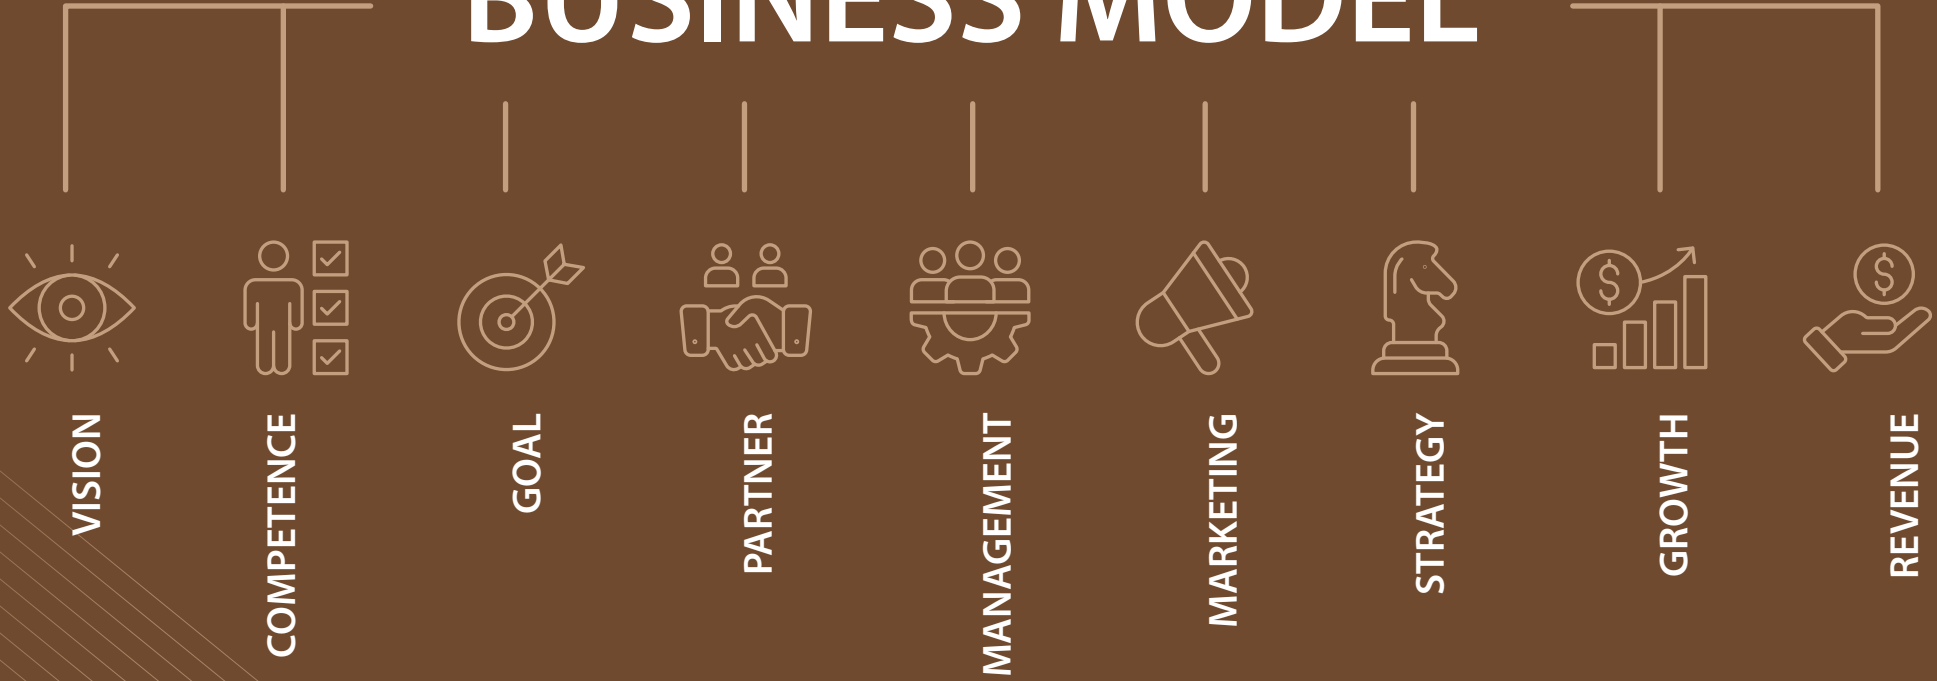 BUSINESS MODEL
VISION
COMPETENCE
GOAL
PARTNER
MANAGEMENT
MARKETING
STRATEGY
GROWTH
REVENUE